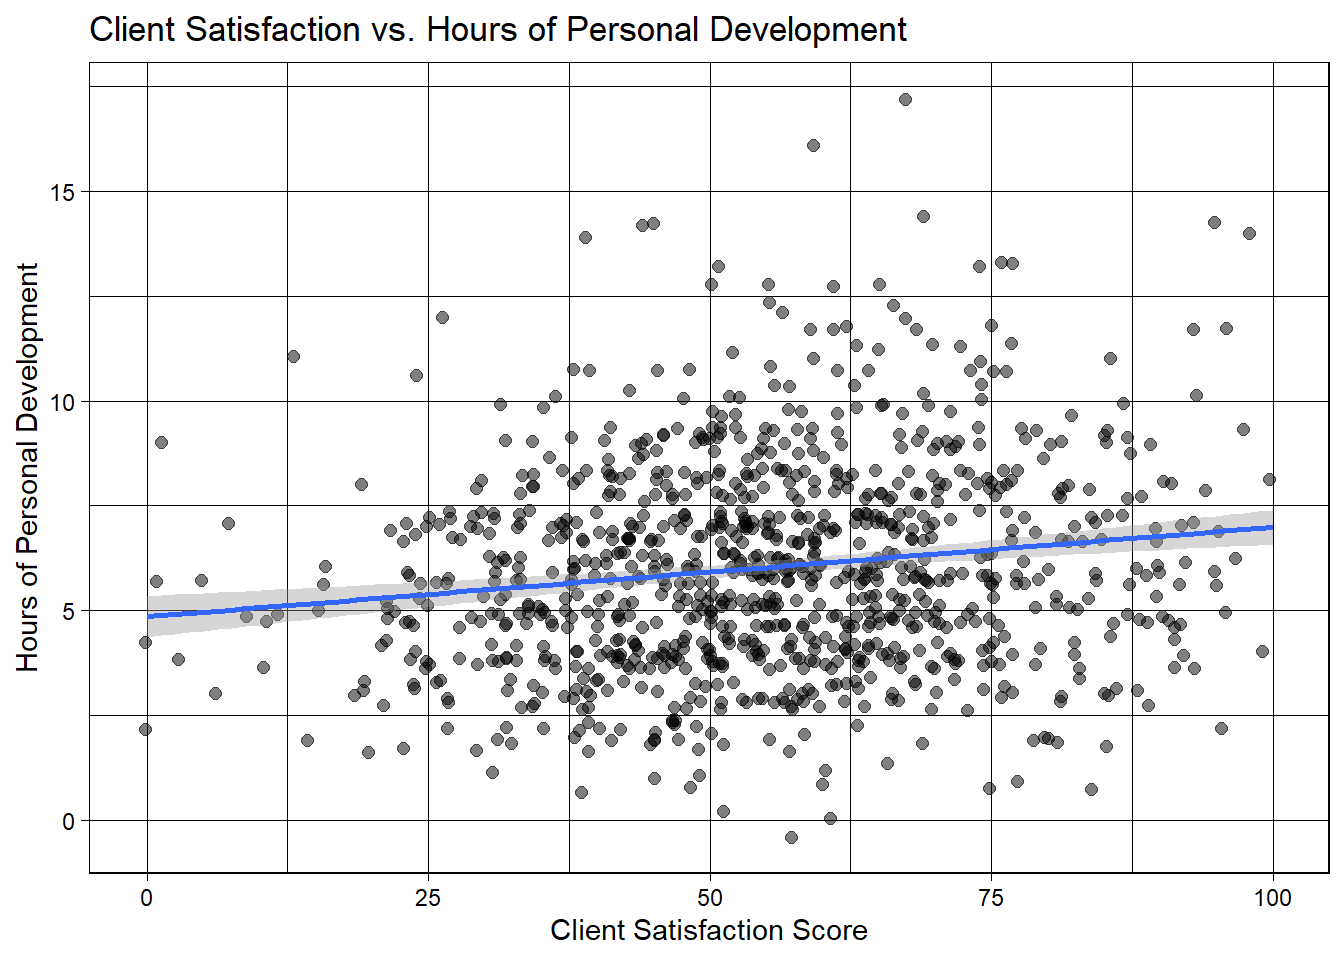 Client Satisfaction vs. Hours of Personal Development
Hours of Personal Development
15
10
5
0
0 25 50 75 100
Client Satisfaction Score